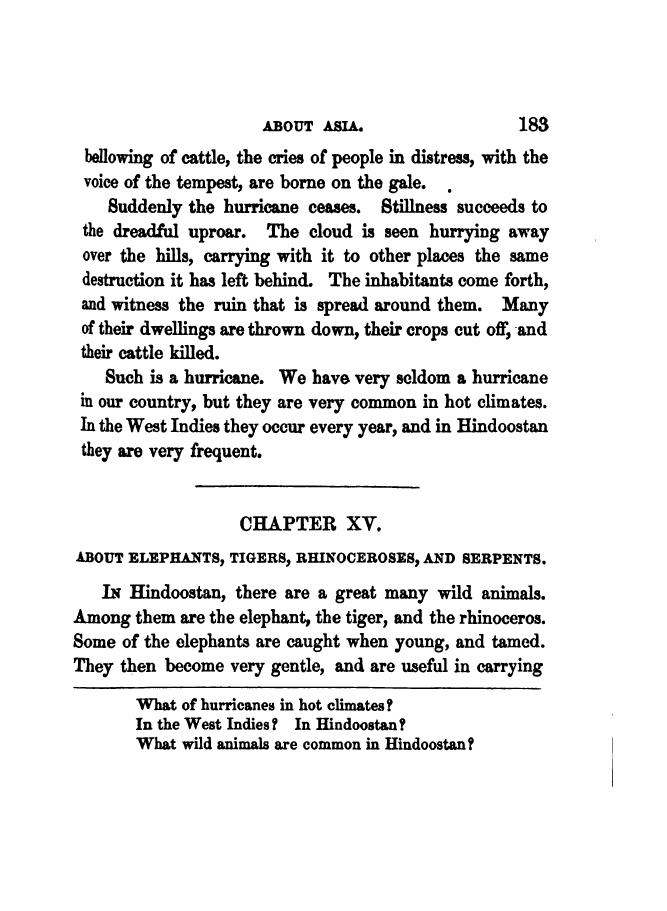 ABOUT ASIA. 183
bellowing of cattle, the cries of people in distress, with the
voice of the tempest, are borne on the gale.
Suddenly the hurricane ceases. Stillness succeeds to
the dreadful uproar. The cloud is seen hurrying away
over the hills, carrying with it to other places the same
destruction it has left behind. The inhabitants come forth,
and witness the ruin that is spread around them. Many
of their dwellings are thrown down, their crops cut off, and
their cattle killed.
Such is a hurricane. We have very seldom a hurricane
in our country, but they are very common in hot climates.
In the West Indies they occur every year, and in Hindoostan
they are very frequent.
CHAPTER XV.
ABOUT ELEPHANTS, TIGERS, RHINOCEROSES, AND SERPENTS.
In Hindoostan, there are a great many wild animals.
Among them are the elephant, the tiger, and the rhinoceros.
Some of the elephants are caught when young, and tamed.
They then become very gentle, and are useful in carrying
What of hurricanes in hot climates?
In the West Indies? In Hindoostan?
What wild animals are common in Hindoostan?